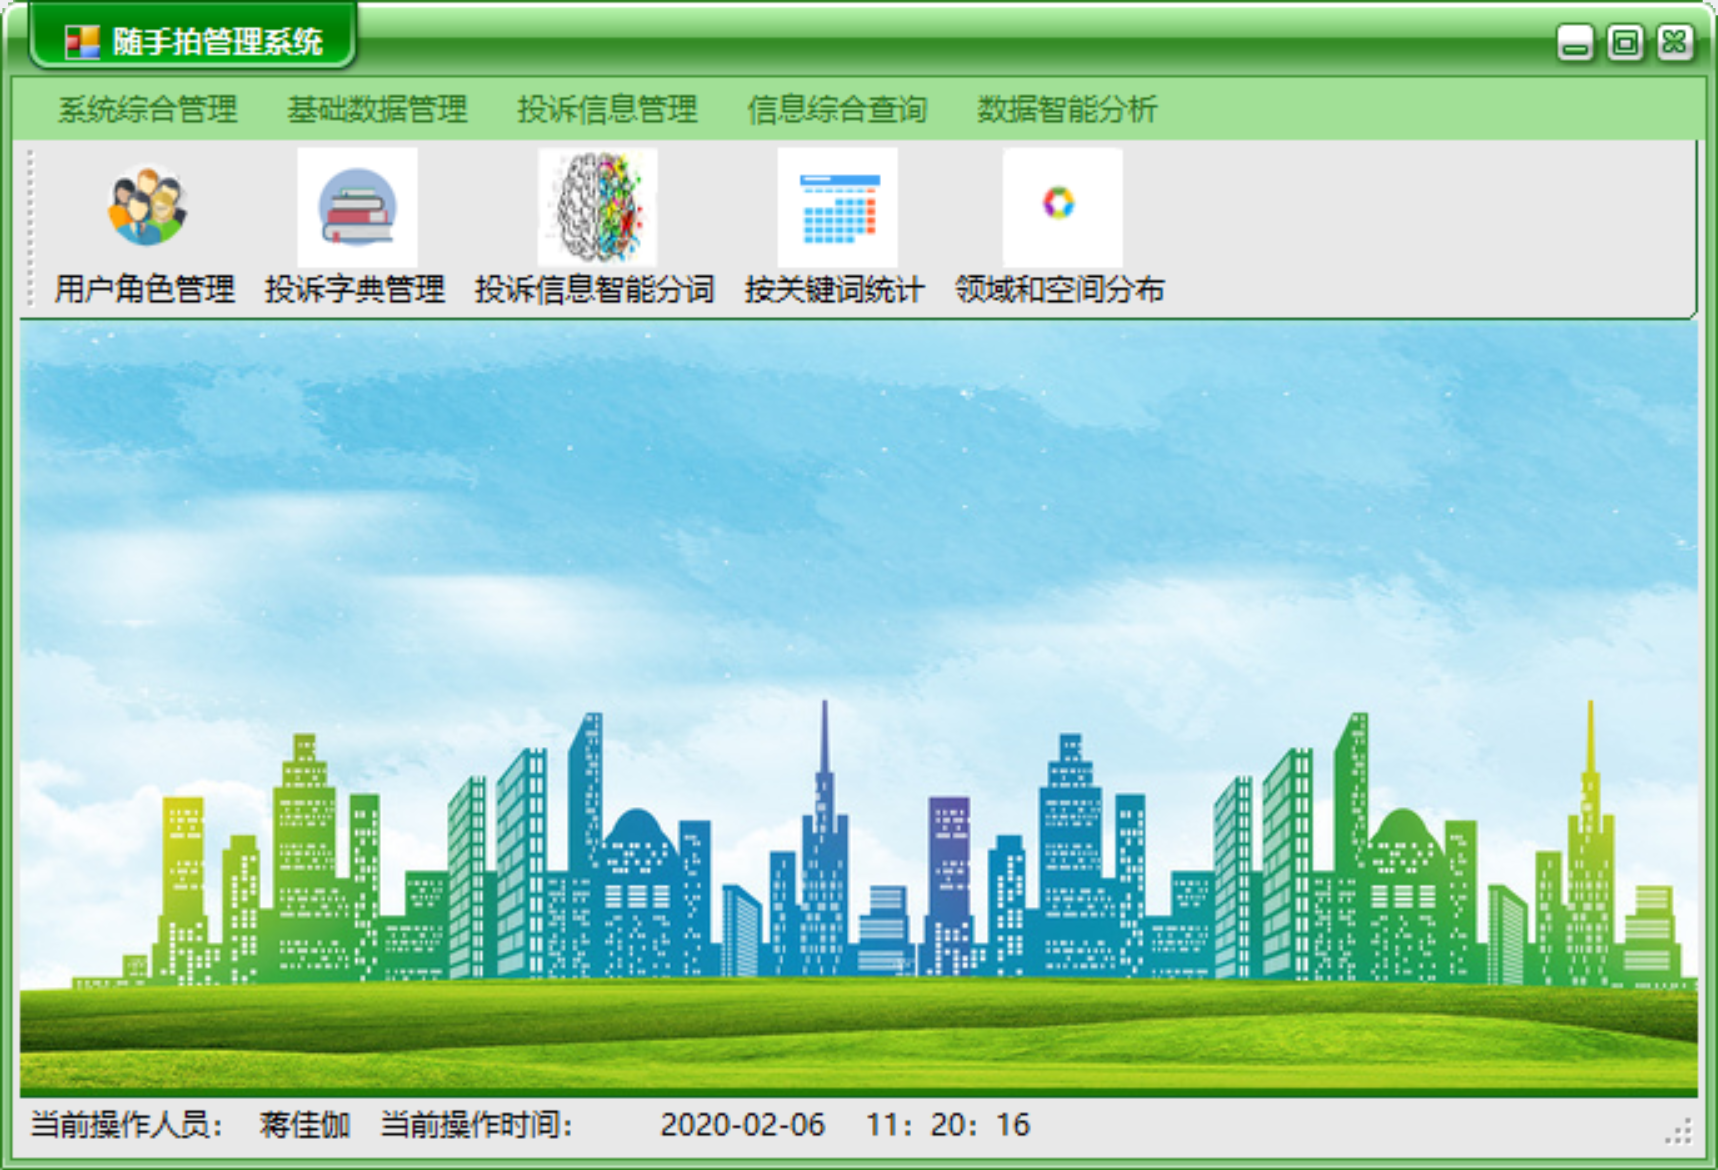 随手拍管理系统
系统综合管理 基础数据管理 投诉信息管理 信息综合查询 数据智能分析
用户角色管理 投诉字典管理 投诉信息智能分词 按关键词统计 领域和空间分布
当前操作人员： 蒋佳伽 当前操作时间： 2020-02-06 11：20：16